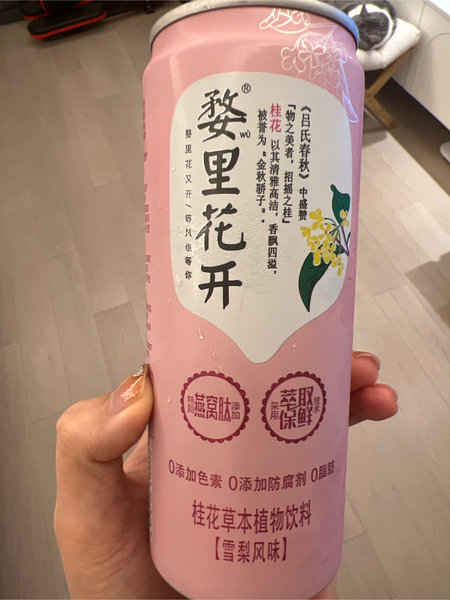 婺里花开®
wù
婺里花又开~等风也等你
《吕氏春秋》中盛赞
「物之美者，招摇之桂」
桂花 以其清雅高洁，香飘四溢，
被誉为“金秋骄子”。
特别添加
燕窝肽
采用
萃取保鲜
技术
0添加色素 0添加防腐剂 0脂肪
桂花草本植物饮料
【雪梨风味】